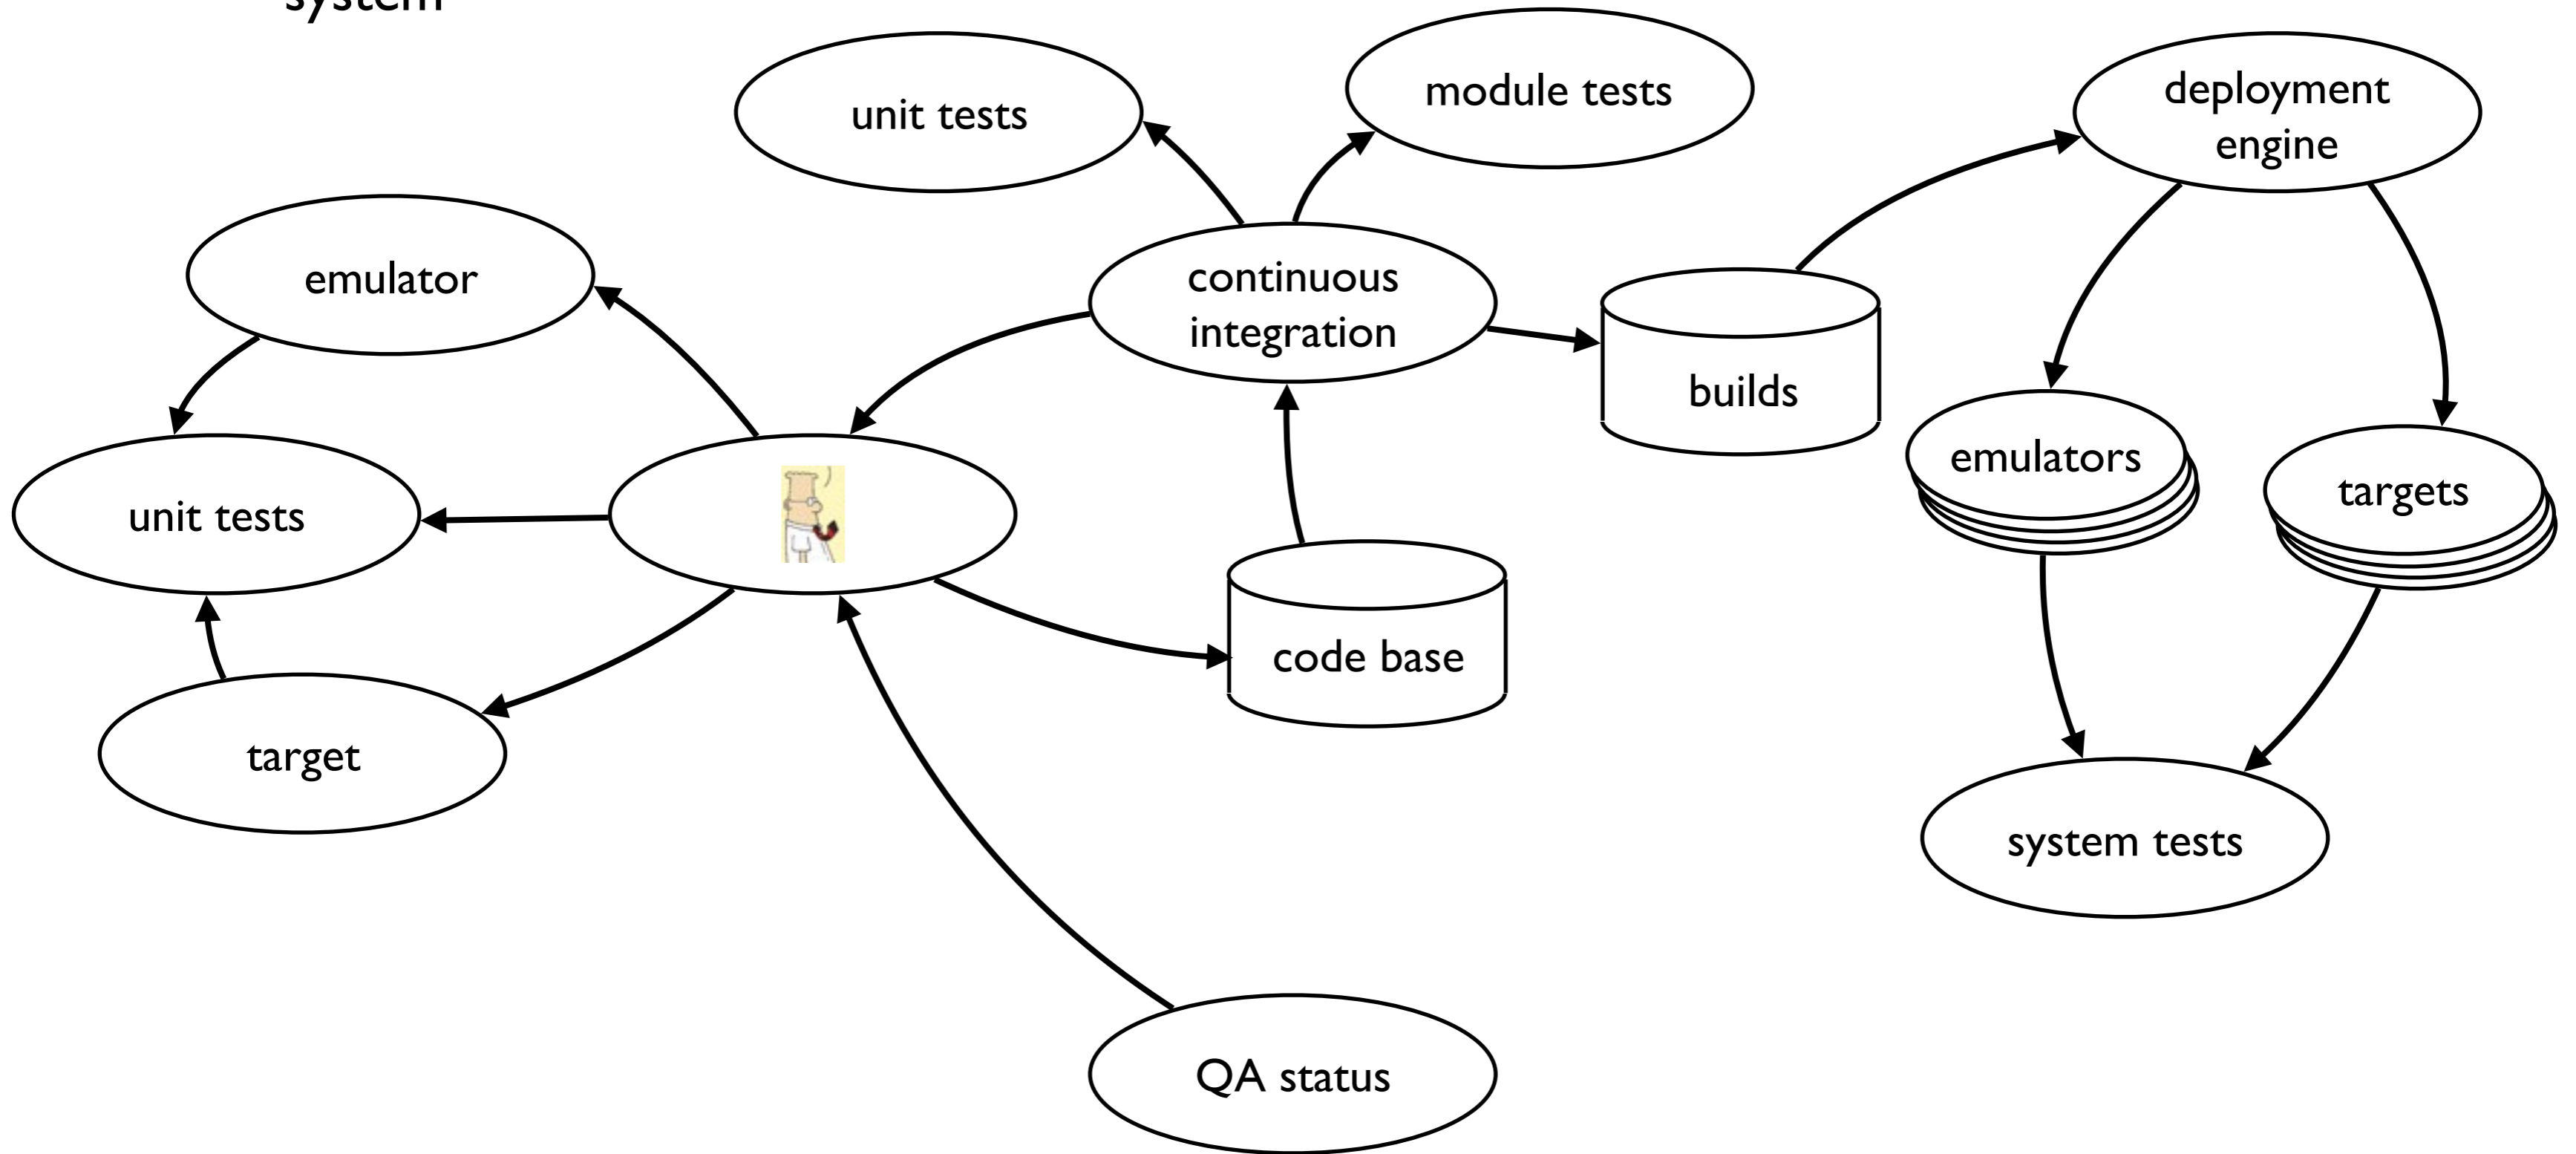 system
unit tests
module tests
deployment
engine
emulator
continuous
integration
builds
emulators
targets
unit tests
code base
target
system tests
QA status